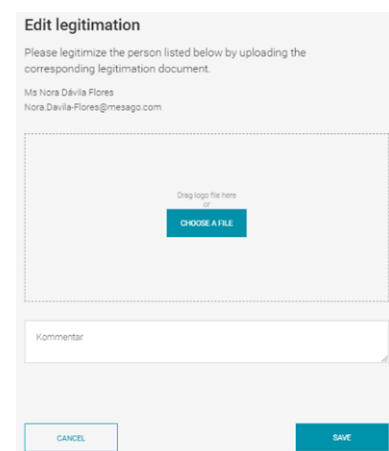 Edit legitimation
Please legitimize the person listed below by uploading the
corresponding legitimation document.
Ms Nora Dávila Flores
Nora.Davila-Flores@mesago.com
Drag logo file here
or
CHOOSE A FILE
Kommentar
CANCEL
SAVE